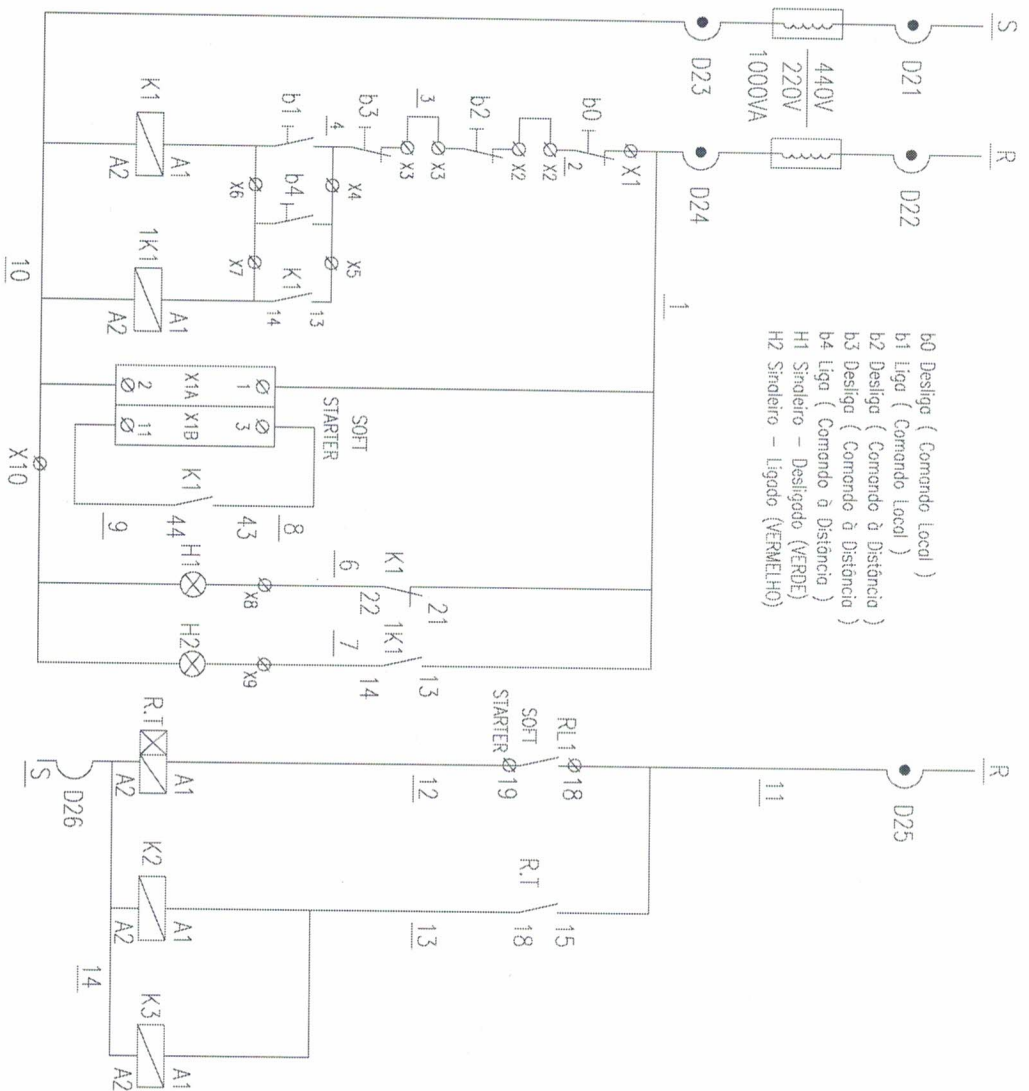 S
R
R
D21
D22
D25
440V
220V
1000VA
D23
D24
1
11
b0 Desliga ( Comando Local )
b1 Liga ( Comando Local )
b2 Desliga ( Comando à Distância )
b3 Desliga ( Comando à Distância )
b4 Liga ( Comando à Distância )
H1 Sinaleiro - Desligado (VERDE)
H2 Sinaleiro - Ligado (VERMELHO)
X1
b0
2
X2
X2
b2
3
X3
X3
b3
4
b1
X4
X5
b4
X6
X7
K1
13
14
K1
A1
A2
1K1
A1
A2
10
SOFT
STARTER
1
3
X1A
X1B
2
11
8
43
K1
44
9
X10
K1
21
22
6
X8
H1
1K1
13
14
7
X9
H2
RL1
18
SOFT
STARTER
19
12
R.T
15
18
13
R.T
A1
A2
K2
A1
A2
K3
A1
A2
14
D26
S